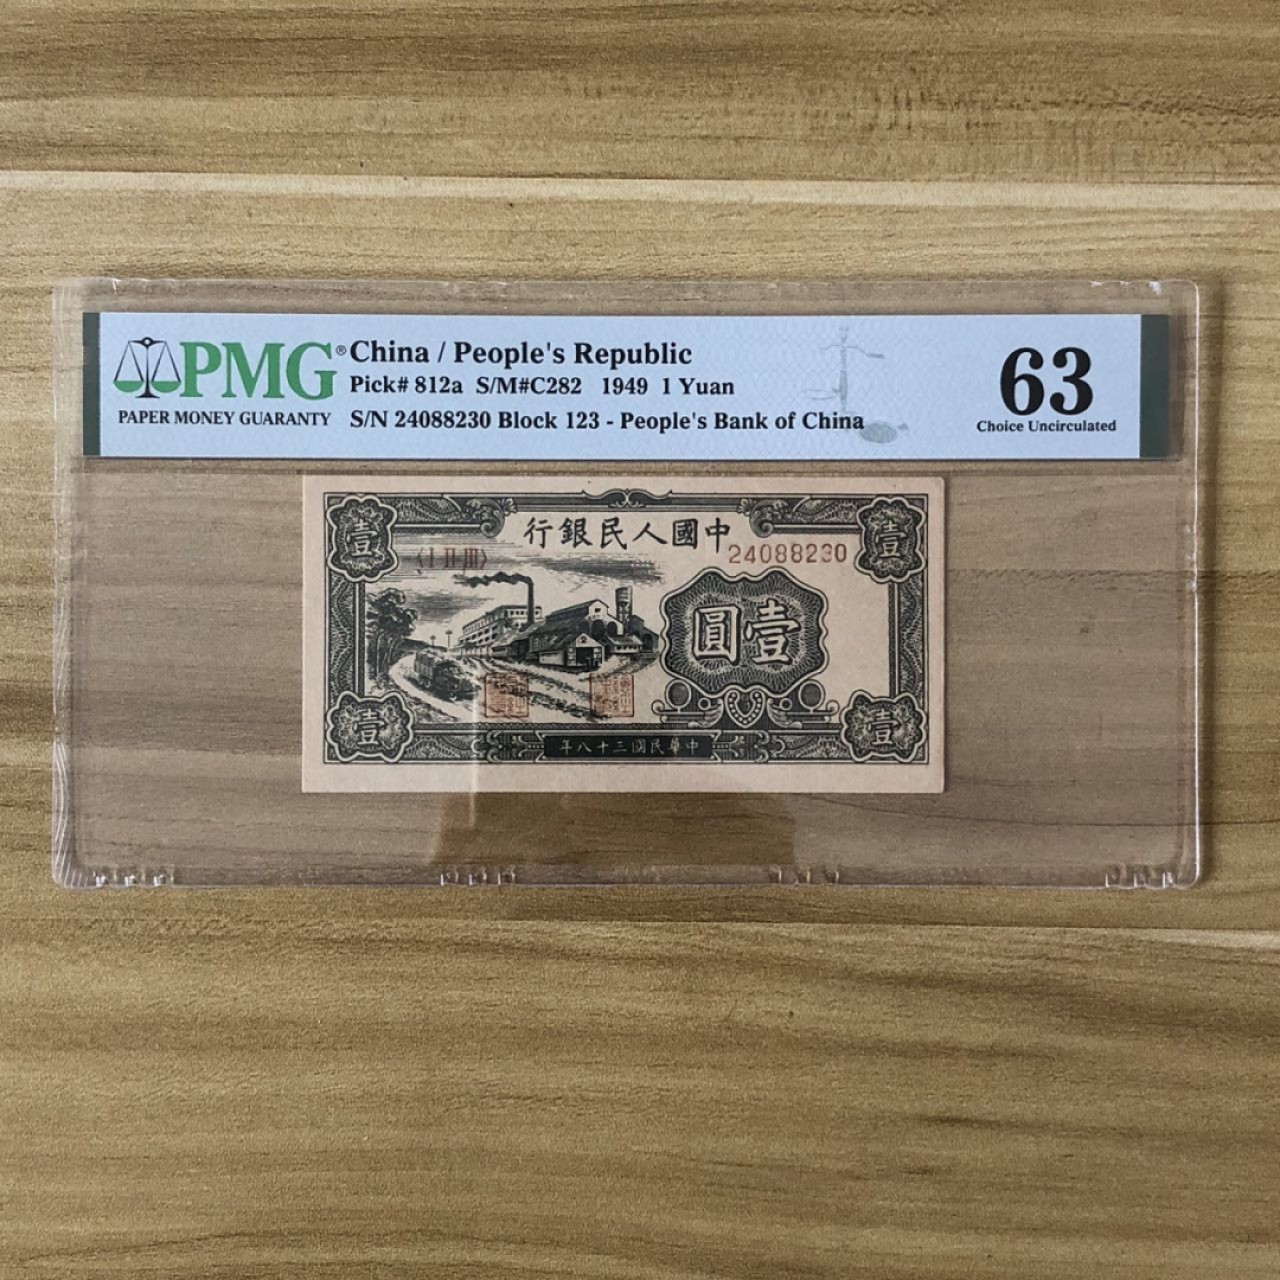 PMG®
PAPER MONEY GUARANTY
China / People's Republic
Pick# 812a S/M#C282 1949 1 Yuan
S/N 24088230 Block 123 - People's Bank of China
63
Choice Uncirculated
行銀民人國中
〈I II III〉
24088230
壹
壹
圓壹
壹
壹
年八十三國民華中